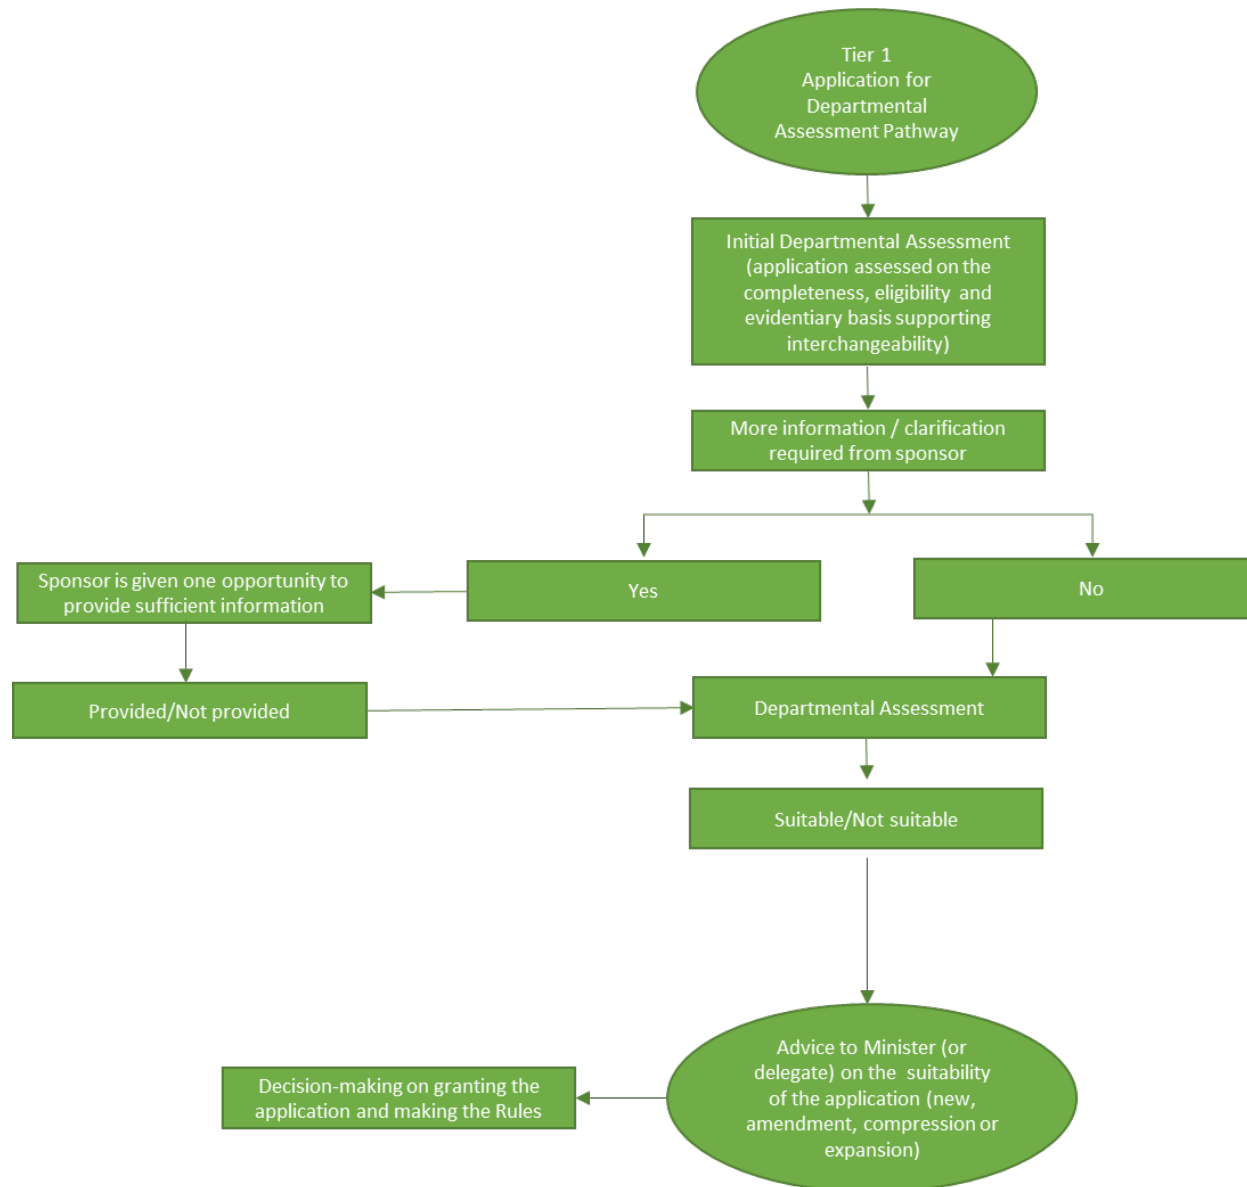 Tier 1
Application for
Departmental
Assessment Pathway
Initial Departmental Assessment
(application assessed on the
completeness, eligibility and
evidentiary basis supporting
interchangeability)
More information / clarification
required from sponsor
Sponsor is given one opportunity to
provide sufficient information
Yes
No
Provided/Not provided
Departmental Assessment
Suitable/Not suitable
Advice to Minister (or
delegate) on the suitability
of the application (new,
amendment, compression or
expansion)
Decision-making on granting the
application and making the Rules